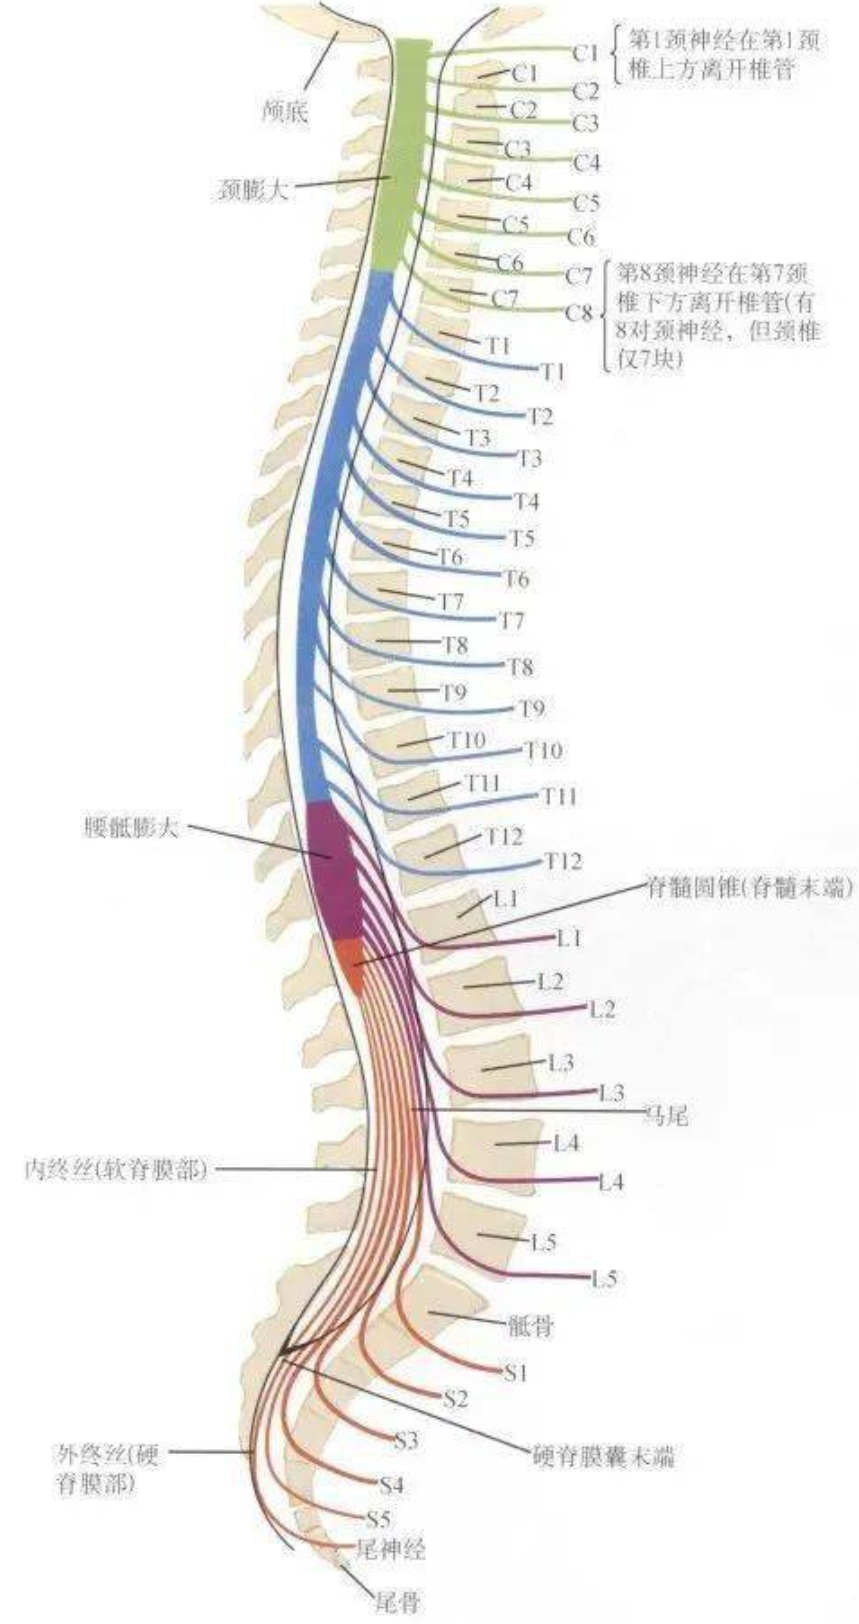 C1
第1颈神经在第1颈
椎上方离开椎管
C1
C2
颅底
C2
C3
C3
C4
颈膨大
C4
C5
C5
C6
C6
C7
第8颈神经在第7颈
椎下方离开椎管(有
8对颈神经，但颈椎
仅7块)
C7
C8
T1
T1
T2
T2
T3
T3
T4
T4
T5
T5
T6
T6
T7
T7
T8
T8
T9
T9
T10
T10
T11
T11
腰骶膨大
T12
T12
脊髓圆锥(脊髓末端)
L1
L1
L2
L2
L3
L3
马尾
L4
内终丝(软脊膜部)
L4
L5
L5
骶骨
S1
S2
S3
外终丝(硬
脊膜部)
硬脊膜囊末端
S4
S5
尾神经
尾骨